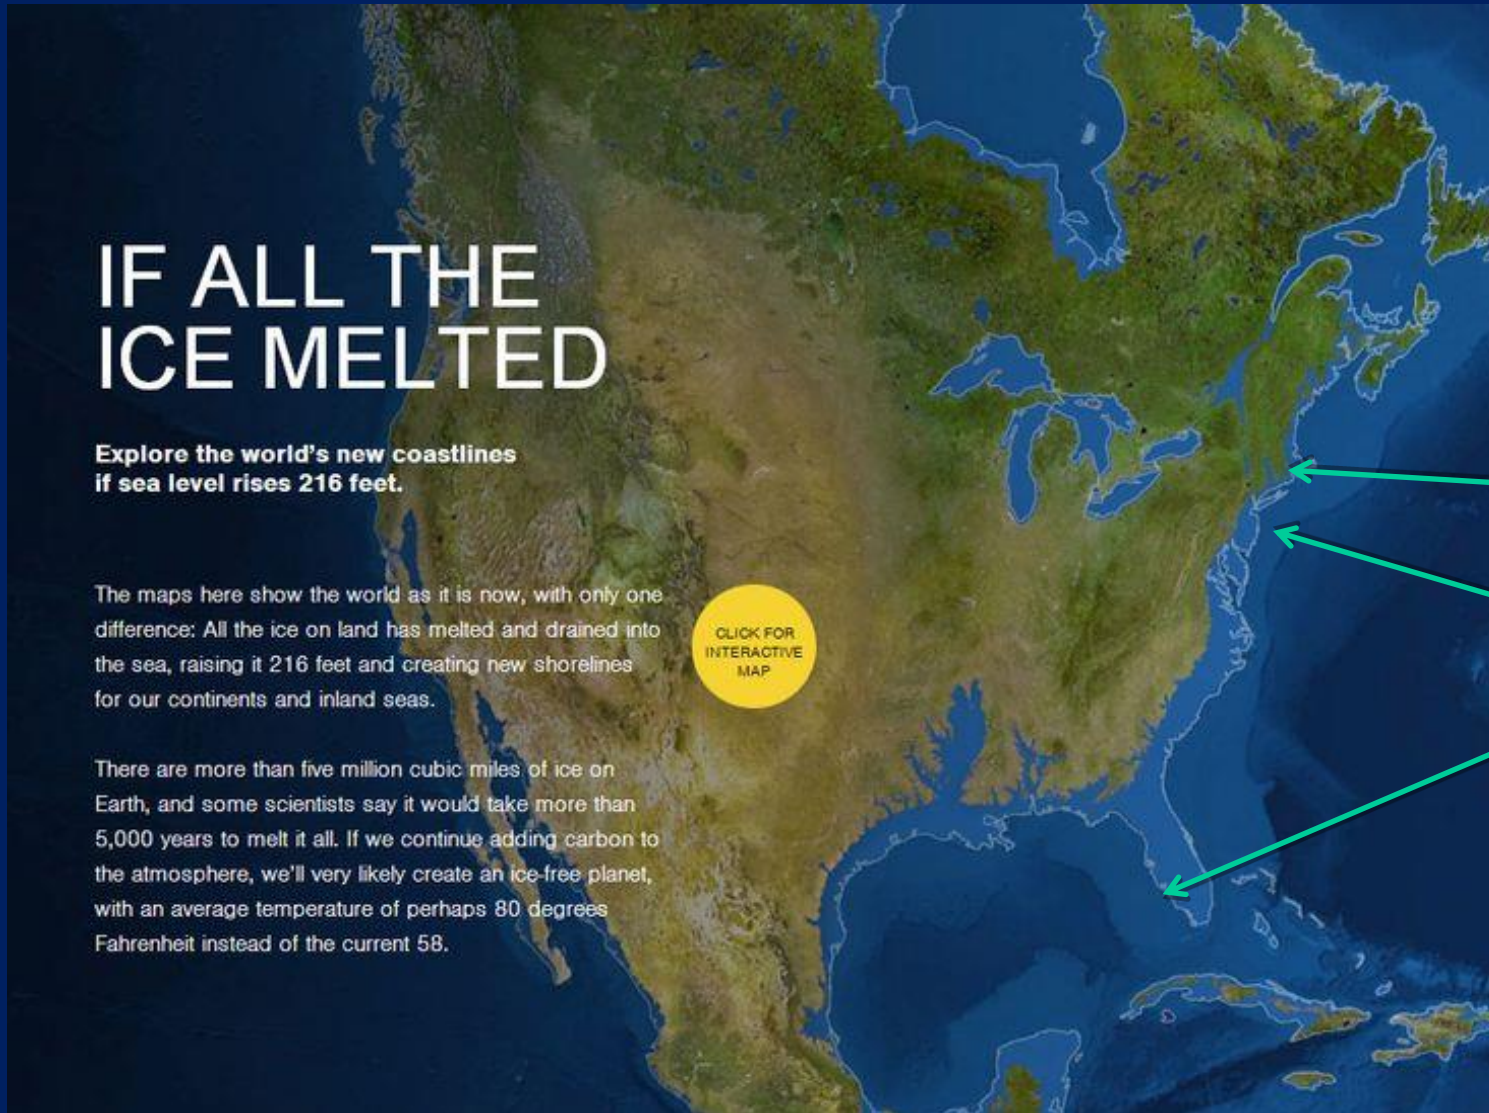 IF ALL THE
ICE MELTED
Explore the world's new coastlines
if sea level rises 216 feet.
The maps here show the world as it is now, with only one
difference: All the ice on land has melted and drained into
the sea, raising it 216 feet and creating new shorelines
for our continents and inland seas.
There are more than five million cubic miles of ice on
Earth, and some scientists say it would take more than
5,000 years to melt it all. If we continue adding carbon to
the atmosphere, we'll very likely create an ice-free planet,
with an average temperature of perhaps 80 degrees
Fahrenheit instead of the current 58.
CLICK FOR
INTERACTIVE
MAP